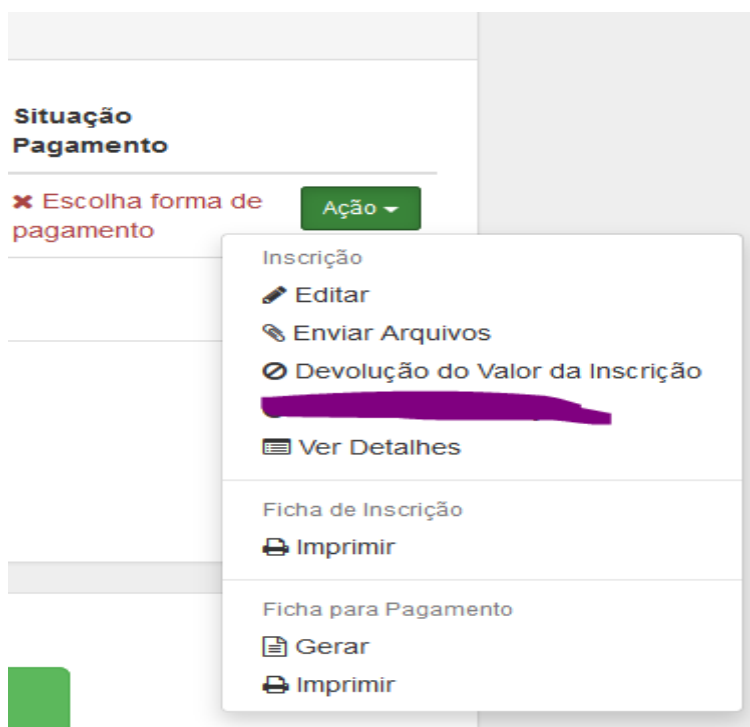 Situação
Pagamento
Escolha forma de
pagamento
Ação
Inscrição
Editar
Enviar Arquivos
Devolução do Valor da Inscrição
Ver Detalhes
Ficha de Inscrição
Imprimir
Ficha para Pagamento
Gerar
Imprimir